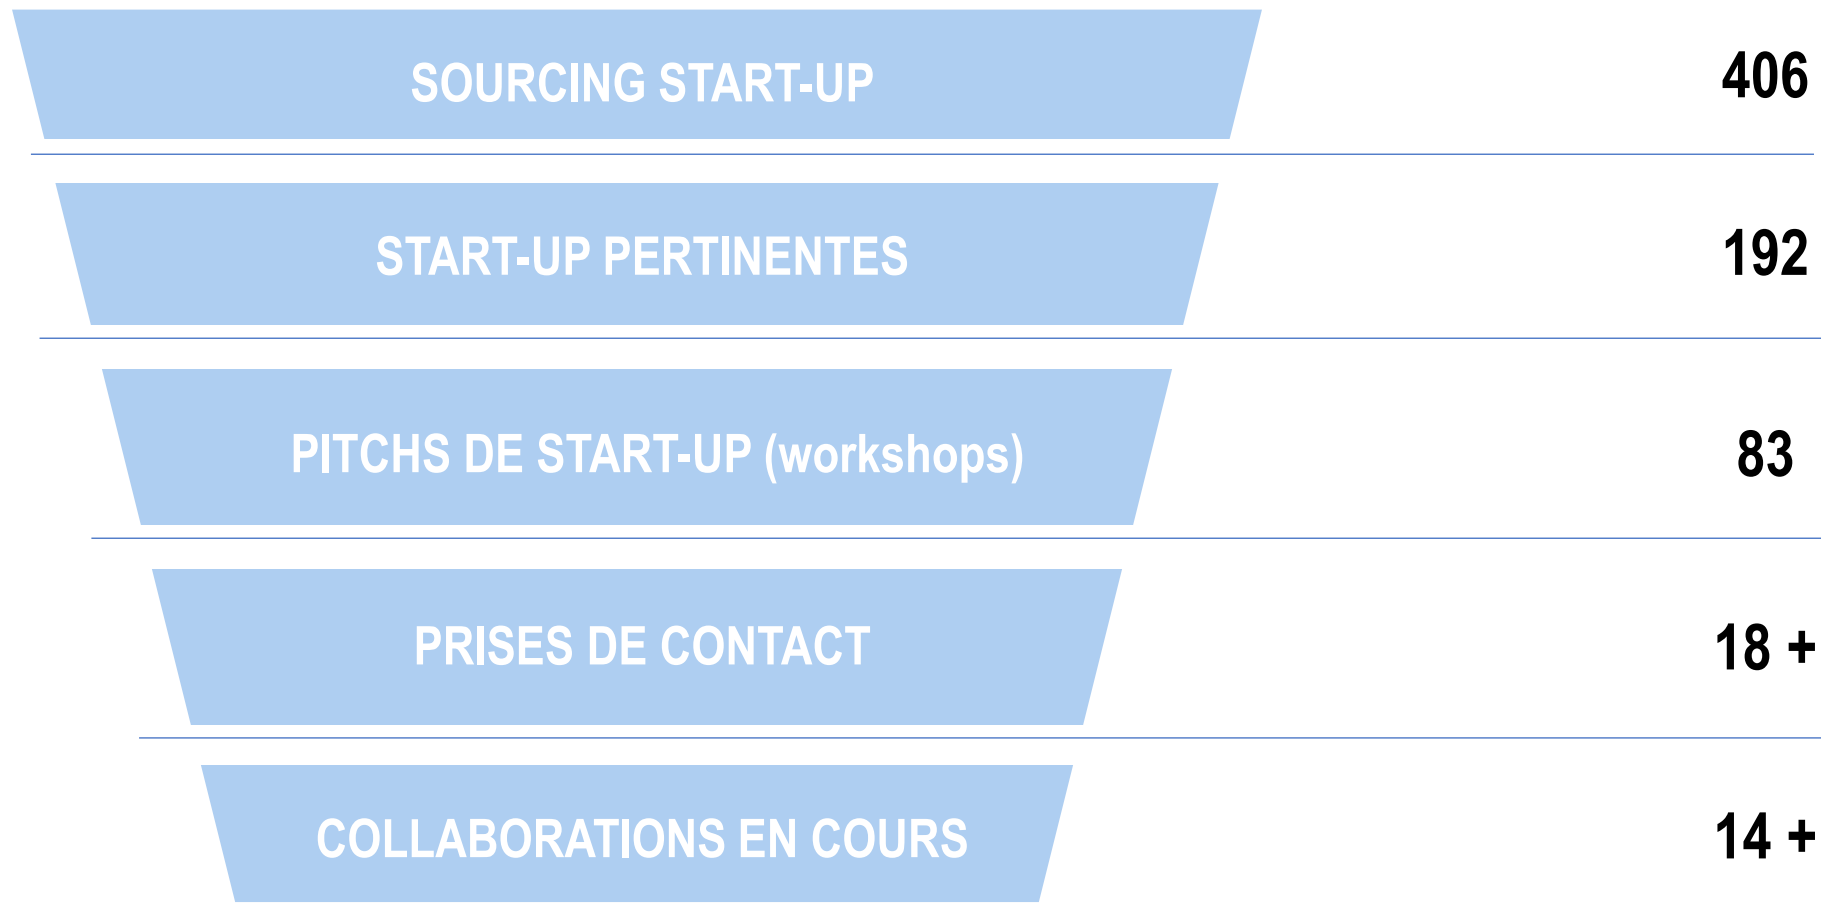 SOURCING START-UP 406
START-UP PERTINENTES 192
PITCHS DE START-UP (workshops) 83
PRISES DE CONTACT 18 +
COLLABORATIONS EN COURS 14 +